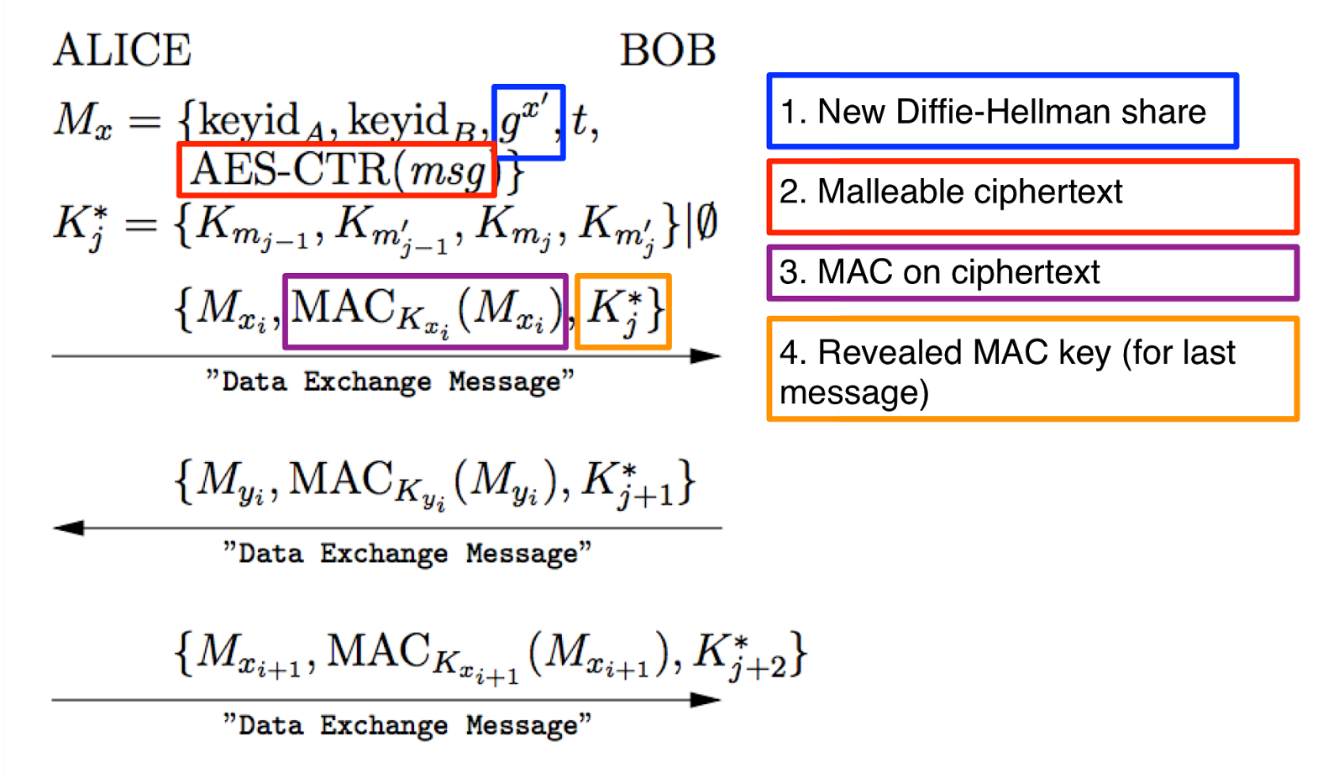 ALICE BOB
Mₓ = {keyid_A, keyid_B, g^{x′}, t,
AES-CTR(msg)}
K*_j = {K_{m_{j−1}}, K_{m′_{j−1}}, K_{m_j}, K_{m′_j}}|∅
{M_{x_i}, MAC_{K_{x_i}}(M_{x_i}), K*_j}
"Data Exchange Message"
{M_{y_i}, MAC_{K_{y_i}}(M_{y_i}), K*_{j+1}}
"Data Exchange Message"
{M_{x_{i+1}}, MAC_{K_{x_{i+1}}}(M_{x_{i+1}}), K*_{j+2}}
"Data Exchange Message"
1. New Diffie-Hellman share
2. Malleable ciphertext
3. MAC on ciphertext
4. Revealed MAC key (for last
message)